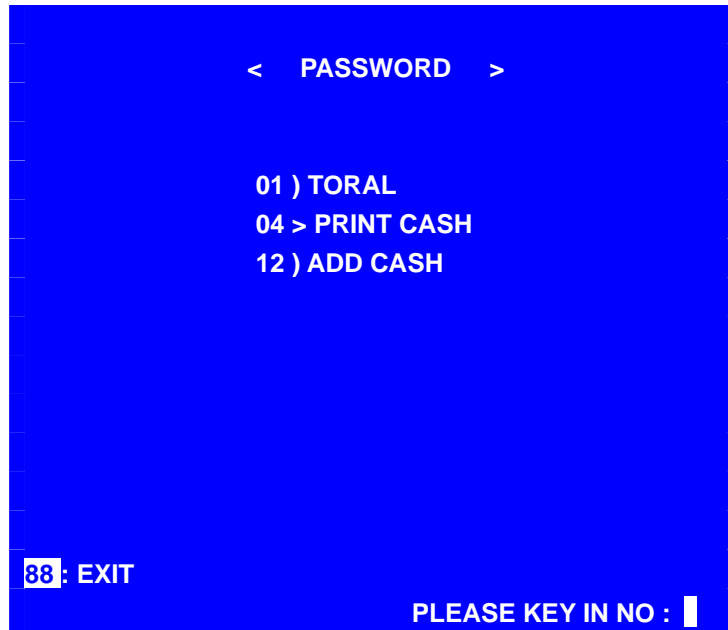 < PASSWORD >
01 ) TORAL
04 > PRINT CASH
12 ) ADD CASH
88 : EXIT
PLEASE KEY IN NO :